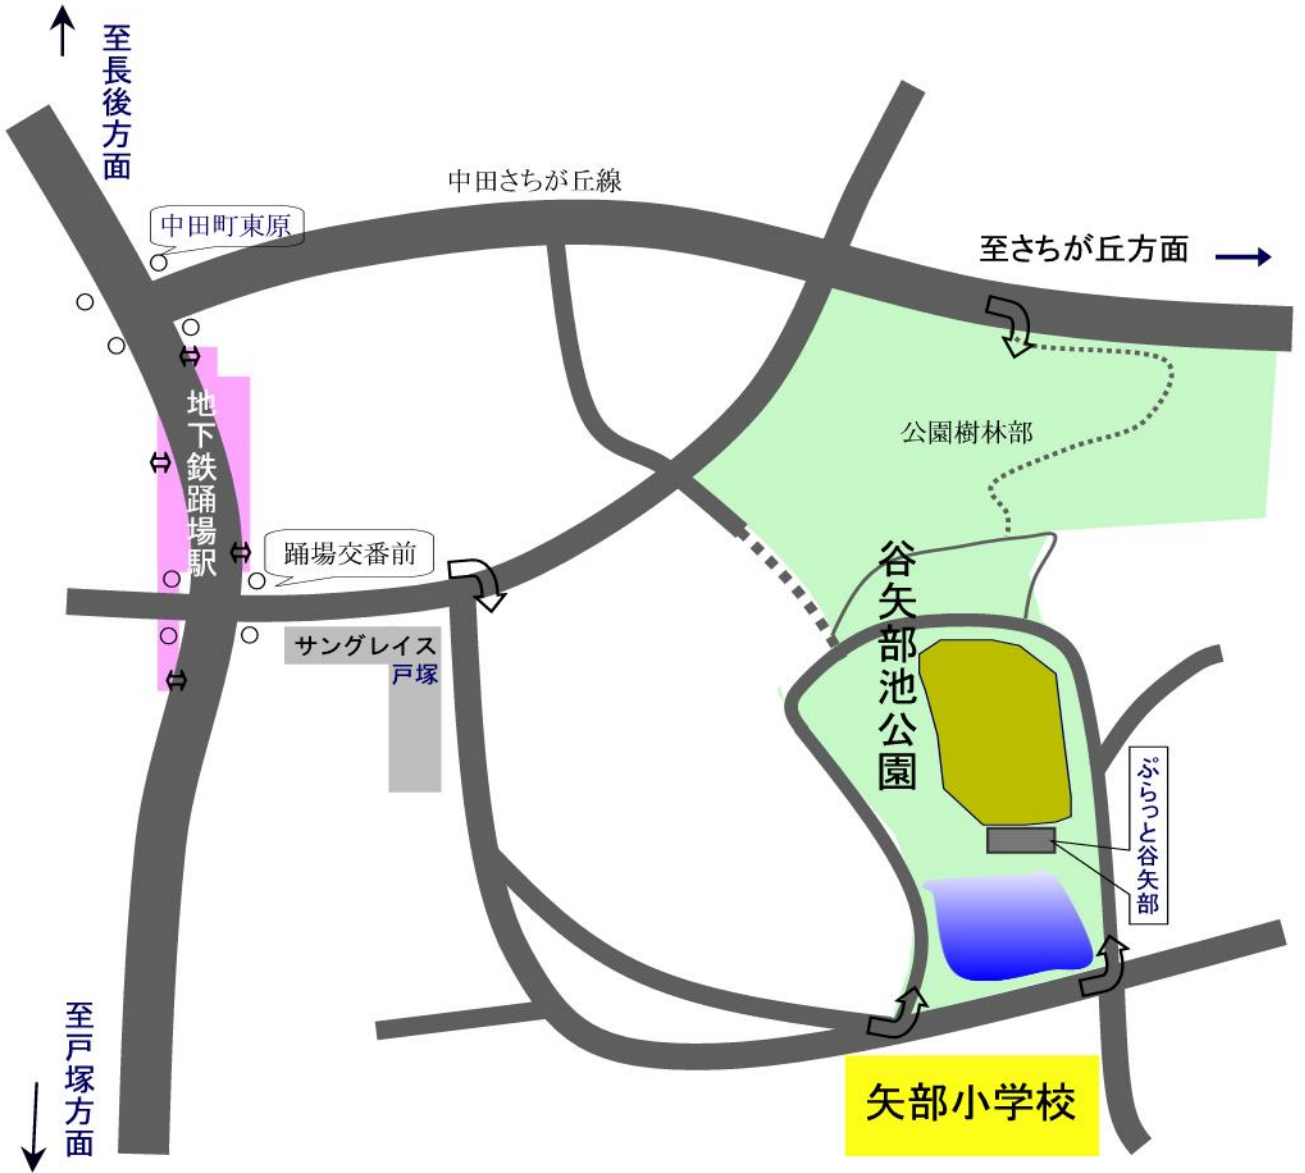 至長後方面
中田さちが丘線
中田町東原
至さちが丘方面
地下鉄踊場駅
公園樹林部
踊場交番前
サングレイス
戸塚
谷矢部池公園
ぷらっと谷矢部
至戸塚方面
矢部小学校